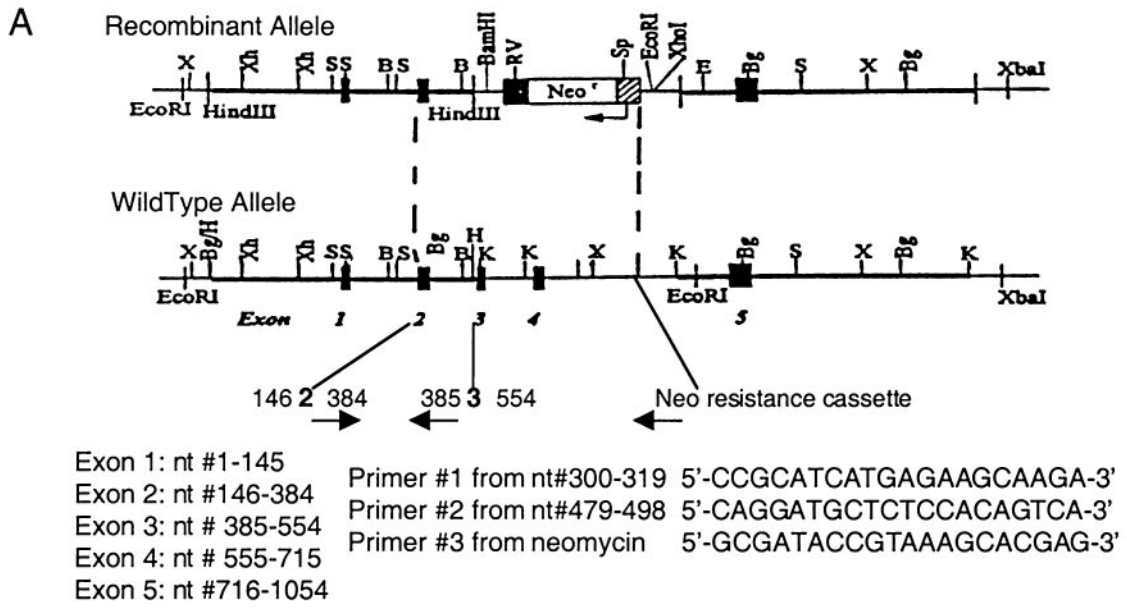 A
Recombinant Allele
X Xh Xh S S B S B BamHI RV Sp EcoRI XhoI E Bg S X Bg XbaI
EcoRI HindIII HindIII Neo r
WildType Allele
X Bg/H Xh Xh S S B S Bg B H K K X K Bg S X Bg K
EcoRI EcoRI XbaI
Exon 1 2 3 4 5
146 2 384 385 3 554 Neo resistance cassette
Exon 1: nt #1-145
Exon 2: nt #146-384
Exon 3: nt # 385-554
Exon 4: nt # 555-715
Exon 5: nt #716-1054
Primer #1 from nt#300-319 5'-CCGCATCATGAGAAGCAAGA-3'
Primer #2 from nt#479-498 5'-CAGGATGCTCTCCACAGTCA-3'
Primer #3 from neomycin 5'-GCGATACCGTAAAGCACGAG-3'